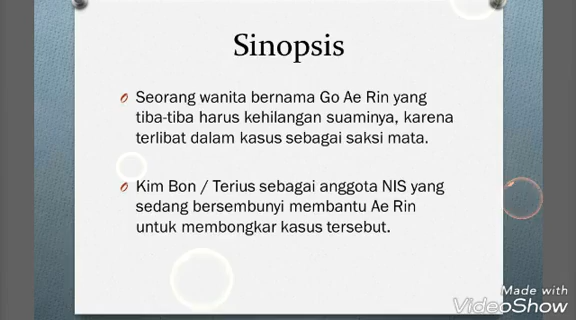 Sinopsis
Seorang wanita bernama Go Ae Rin yang
tiba-tiba harus kehilangan suaminya, karena
terlibat dalam kasus sebagai saksi mata.
Kim Bon / Terius sebagai anggota NIS yang
sedang bersembunyi membantu Ae Rin
untuk membongkar kasus tersebut.
Made with
VideoShow